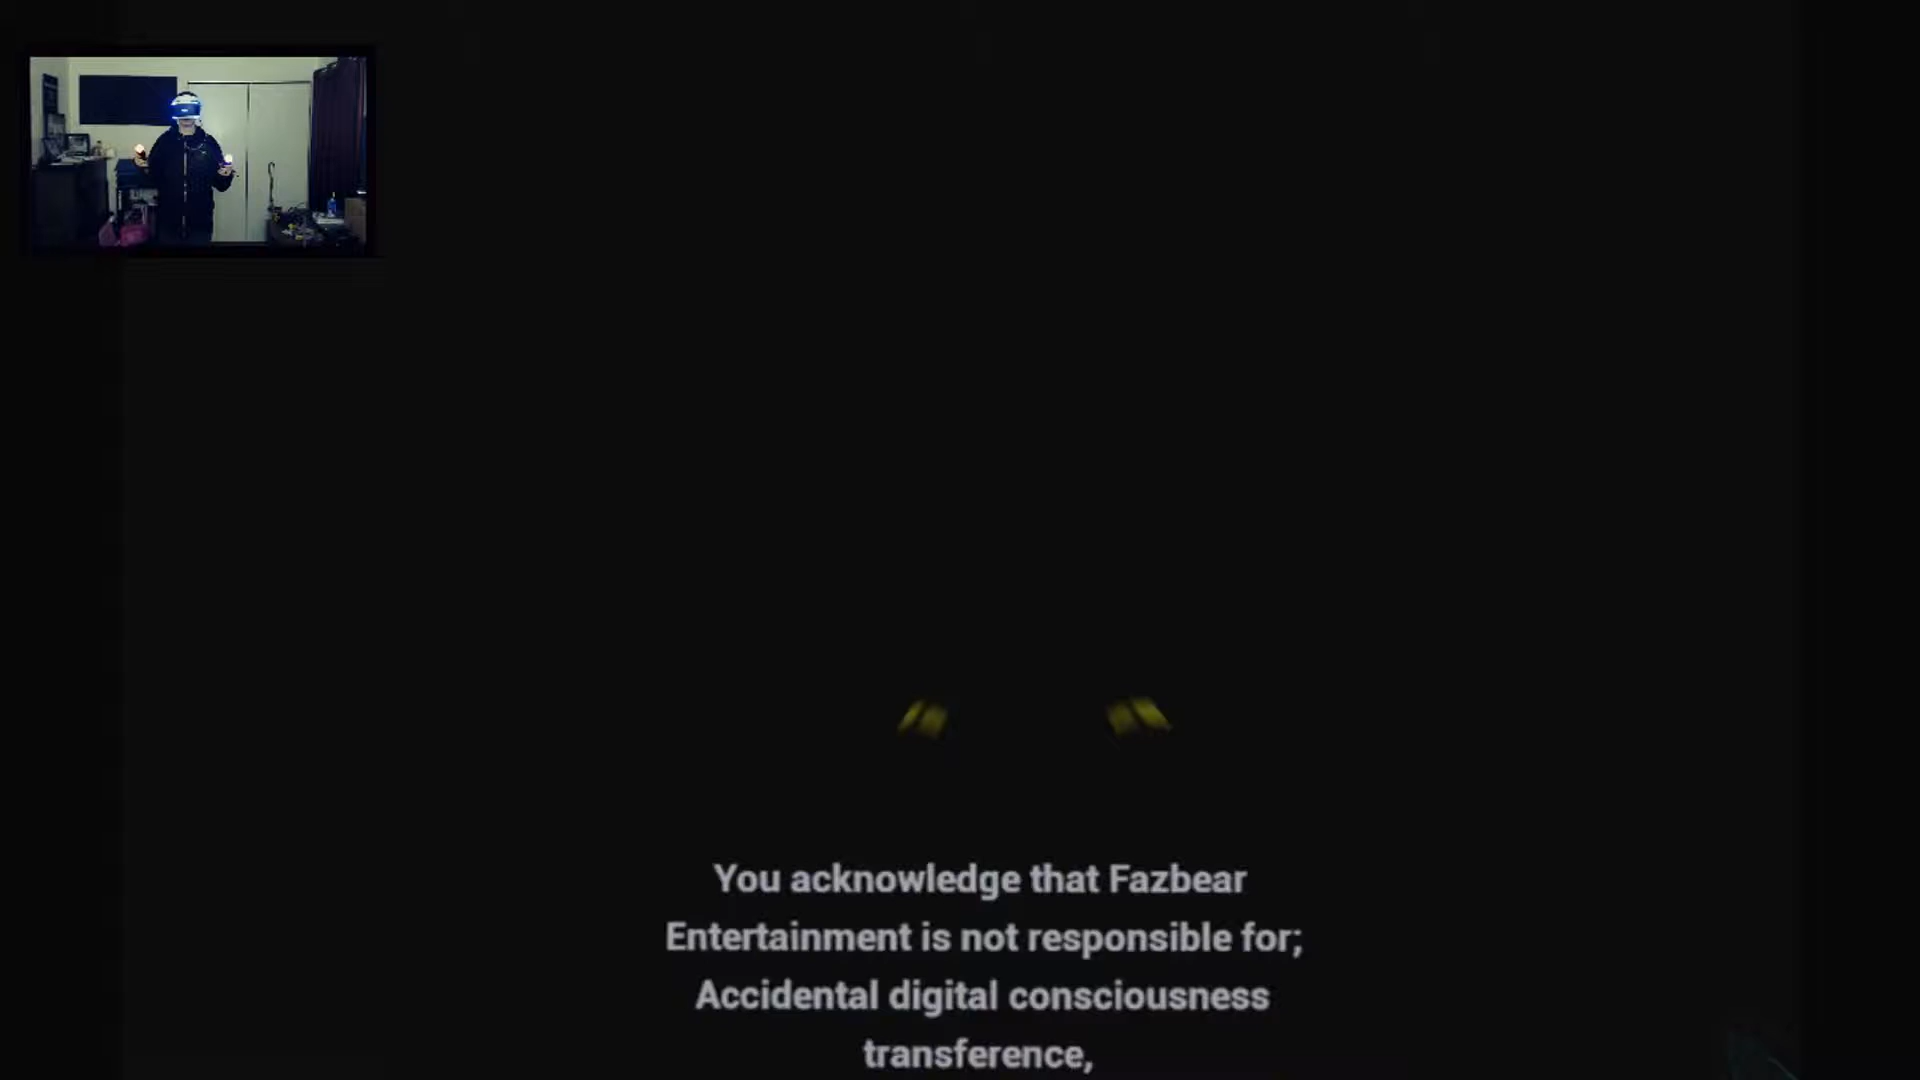 You acknowledge that Fazbear
Entertainment is not responsible for;
Accidental digital consciousness
transference,